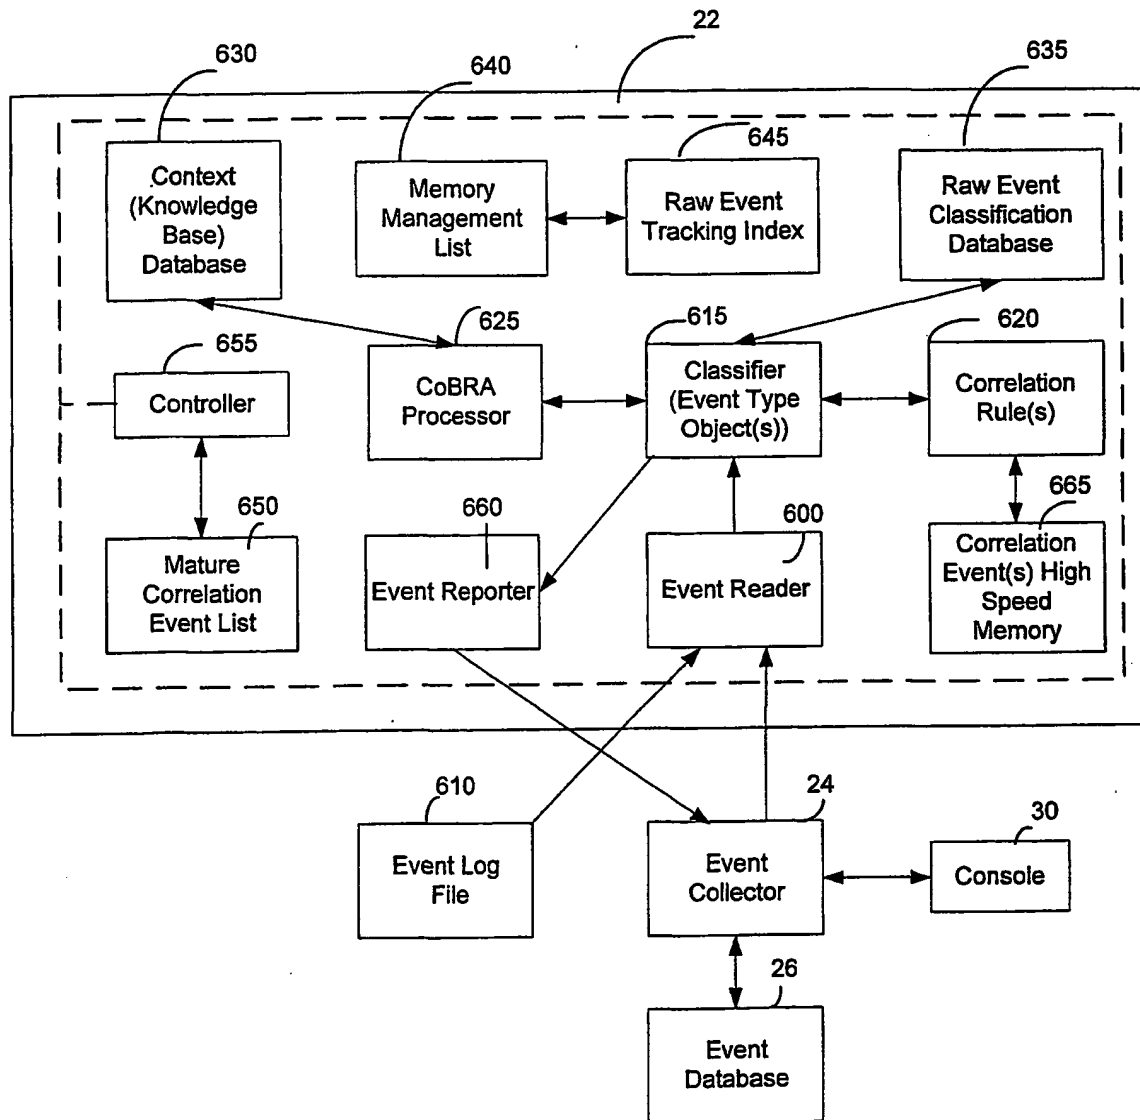 22
630
640
635
645
Context
(Knowledge
Base)
Database
Memory
Management
List
Raw Event
Tracking Index
Raw Event
Classification
Database
655
625
615
620
Controller
CoBRA
Processor
Classifier
(Event Type
Object(s))
Correlation
Rule(s)
650
660
600
665
Mature
Correlation
Event List
Event Reporter
Event Reader
Correlation
Event(s) High
Speed
Memory
610
24
30
Event Log
File
Event
Collector
Console
26
Event
Database